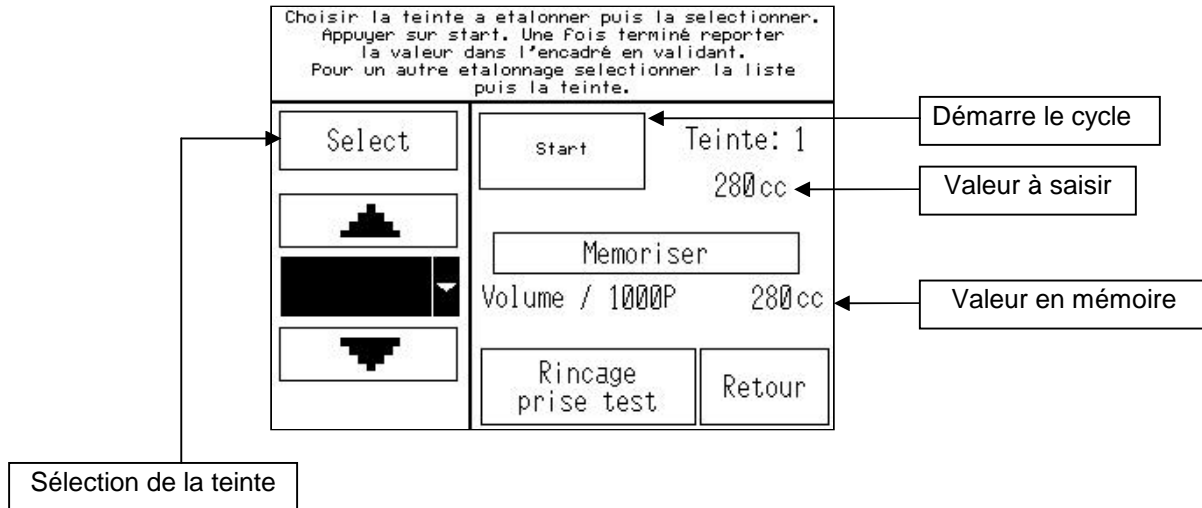 Choisir la teinte a etalonner puis la selectionner.
Appuyer sur start. Une Fois terminé reporter
la valeur dans l'encadré en validant.
Pour un autre etalonnage selectionner la liste
puis la teinte.
Select
Start
Teinte: 1
280cc
Démarre le cycle
Valeur à saisir
Memoriser
Volume / 1000P 280cc
Valeur en mémoire
Rincage
prise test
Retour
Sélection de la teinte